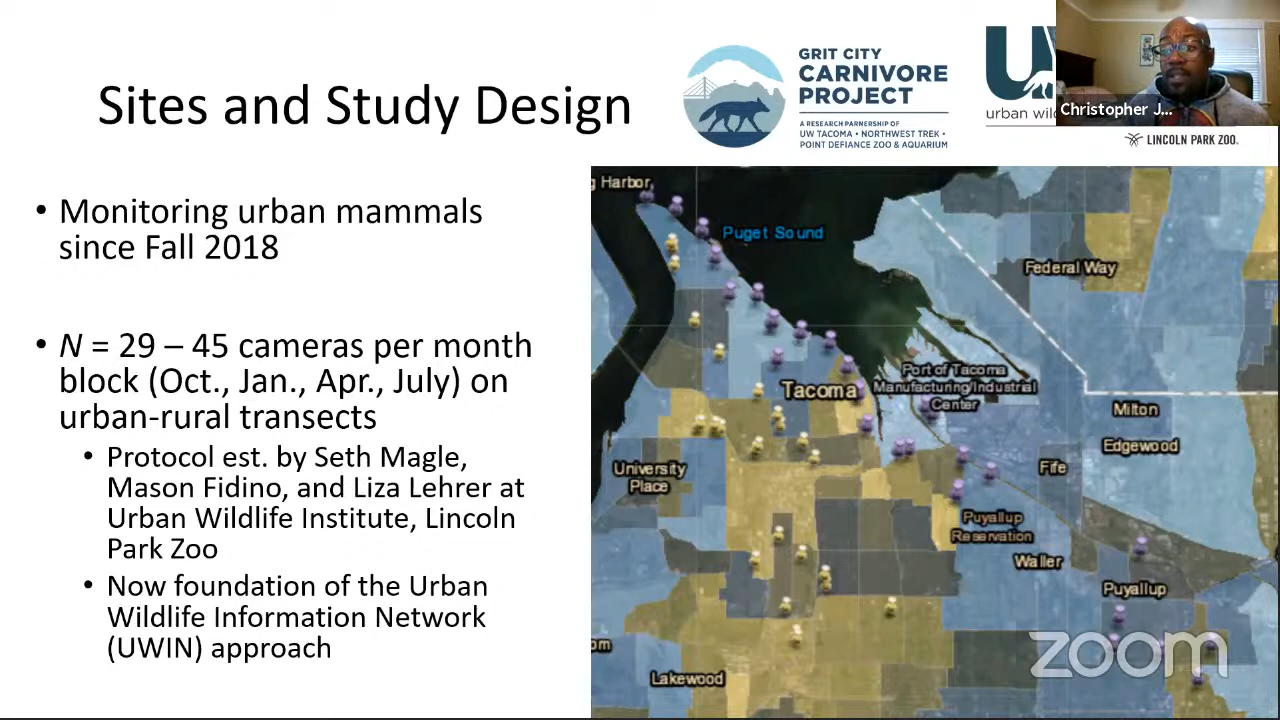 Sites and Study Design
GRIT CITY
CARNIVORE
PROJECT
A RESEARCH PARNERSHIP OF
UW TACOMA • NORTHWEST TREK •
POINT DEFIANCE ZOO & AQUARIUM
U
urban wil
LINCOLN PARK ZOO.
Christopher J...
• Monitoring urban mammals
since Fall 2018
• N = 29 – 45 cameras per month
block (Oct., Jan., Apr., July) on
urban-rural transects
• Protocol est. by Seth Magle,
Mason Fidino, and Liza Lehrer at
Urban Wildlife Institute, Lincoln
Park Zoo
• Now foundation of the Urban
Wildlife Information Network
(UWIN) approach
g Harbor
Puget Sound
Federal Way
Port of Tacoma
Manufacturing/Industrial
Center
Tacoma
Milton
Edgewood
University
Place
Fife
Puyallup
Reservation
Waller
Puyallup
om
Lakewood
zoom